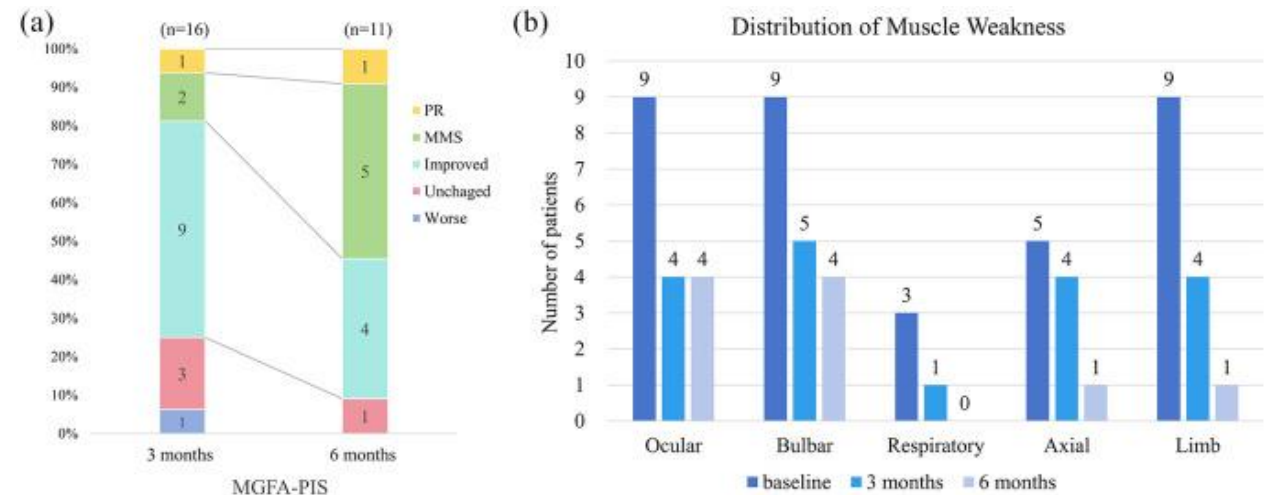 (a)
(n=16) (n=11)
100%
90%
80%
70%
60%
50%
40%
30%
20%
10%
0%
1
2
9
3
1
1
5
4
1
PR
MMS
Improved
Unchaged
Worse
3 months 6 months
MGFA-PIS
(b)
Distribution of Muscle Weakness
Number of patients
10
9
8
7
6
5
4
3
2
1
0
9 4 4
9 5 4
3 1 0
5 4 1
9 4 1
Ocular Bulbar Respiratory Axial Limb
baseline 3 months 6 months